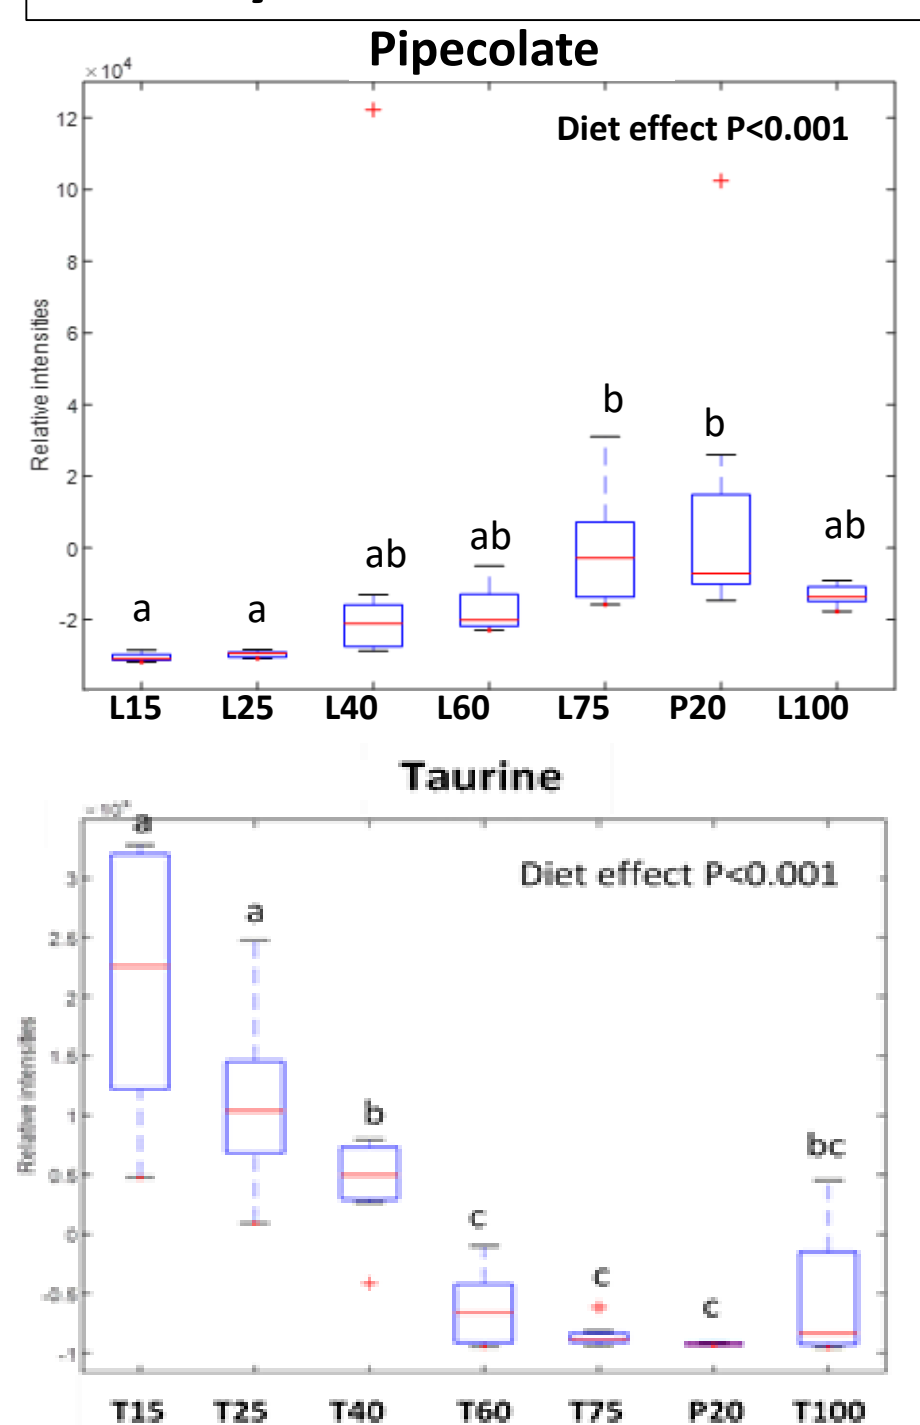 Pipecolate
×10⁴
Diet effect P<0.001
12
10
8
6
4
2
0
-2
Relative intensities
a
a
ab
ab
b
b
ab
L15 L25 L40 L60 L75 P20 L100
Taurine
Diet effect P<0.001
3
2.5
2
1.5
1
0.5
0
-0.5
-1
Relative intensities
a
a
b
c
c
c
bc
T15 T25 T40 T60 T75 P20 T100